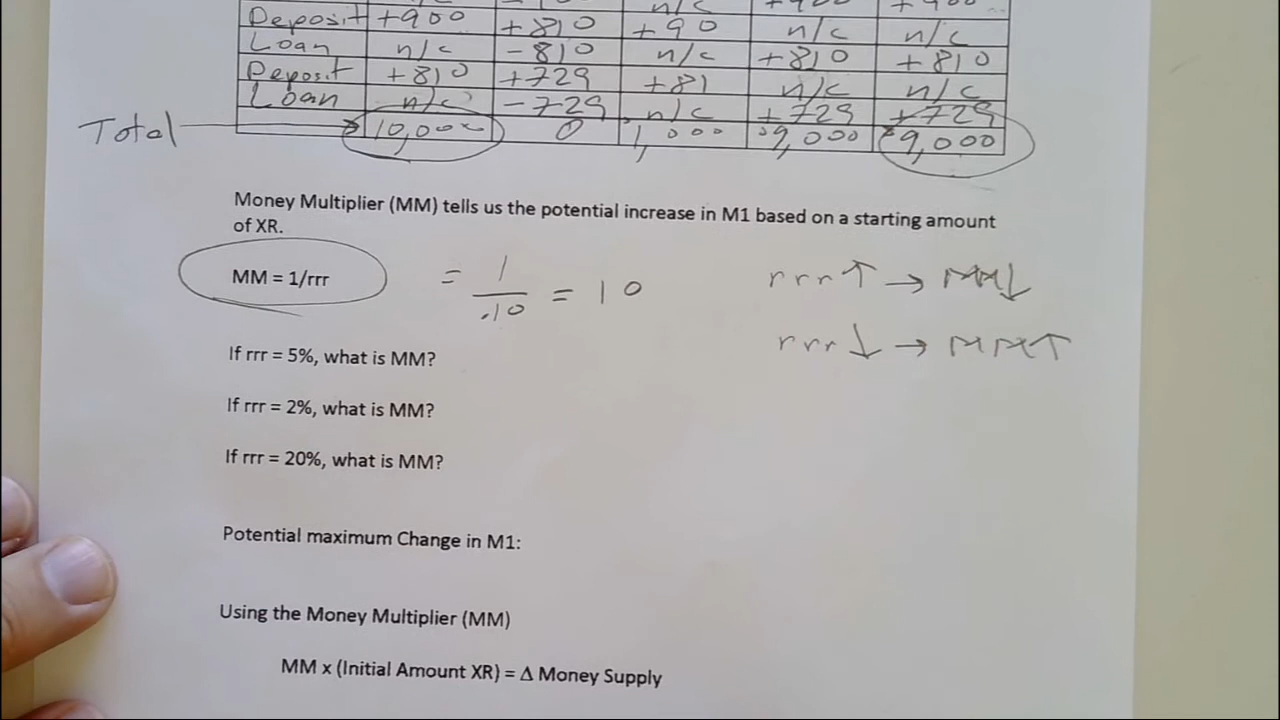 n/c
Deposit +900 +810 +90 n/c n/c
Loan n/c -810 n/c +810 +810
Deposit +810 +729 +81 n/c n/c
Loan n/c -729 n/c +729 +729
Total 10,000 0 1,000 9,000 9,000
Money Multiplier (MM) tells us the potential increase in M1 based on a starting amount
of XR.
MM = 1/rrr = 1/.10 = 10 rrr↑ → MM↓
rrr↓ → MM↑
If rrr = 5%, what is MM?
If rrr = 2%, what is MM?
If rrr = 20%, what is MM?
Potential maximum Change in M1:
Using the Money Multiplier (MM)
MM x (Initial Amount XR) = Δ Money Supply